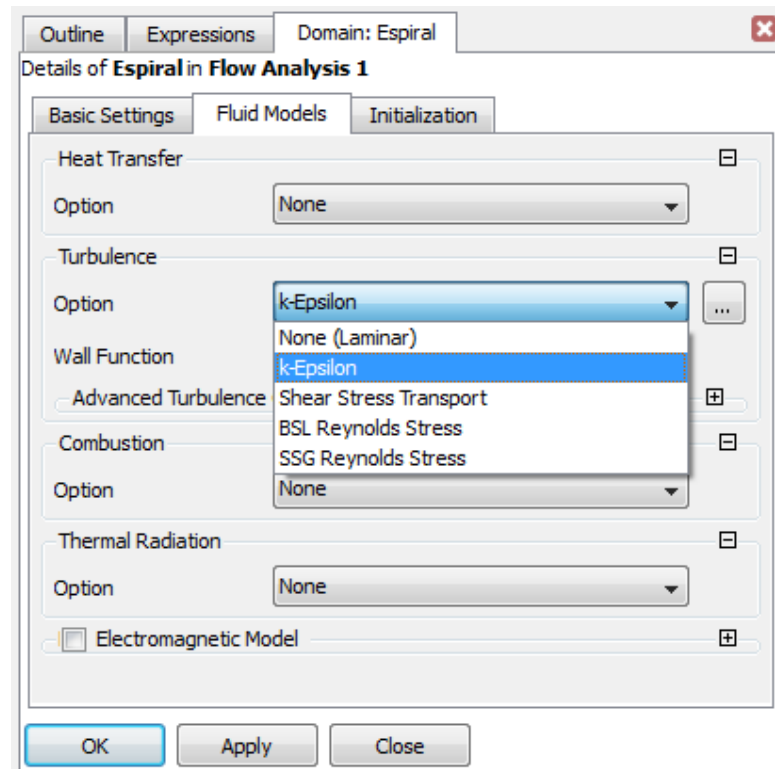 Outline Expressions Domain: Espiral
Details of Espiral in Flow Analysis 1
Basic Settings Fluid Models Initialization
Heat Transfer
Option None
Turbulence
Option k-Epsilon ...
None (Laminar)
Wall Function
k-Epsilon
Advanced Turbulence Shear Stress Transport
BSL Reynolds Stress
Combustion
SSG Reynolds Stress
Option None
Thermal Radiation
Option None
Electromagnetic Model
OK Apply Close